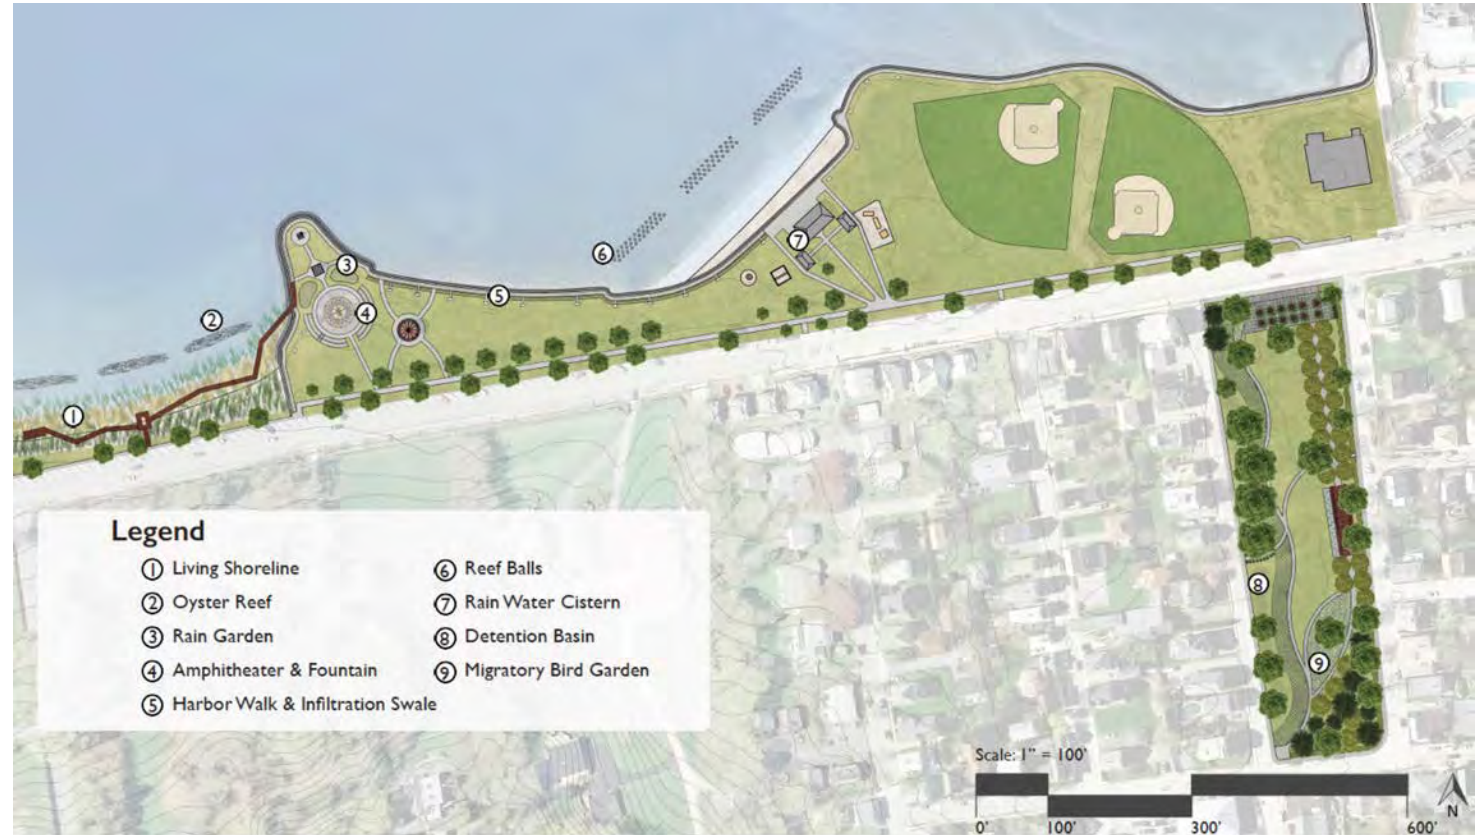 3
6
7
5
4
2
1
8
9
Legend
1 Living Shoreline
2 Oyster Reef
3 Rain Garden
4 Amphitheater & Fountain
5 Harbor Walk & Infiltration Swale
6 Reef Balls
7 Rain Water Cistern
8 Detention Basin
9 Migratory Bird Garden
Scale: 1" = 100'
0' 100' 300' 600'
N